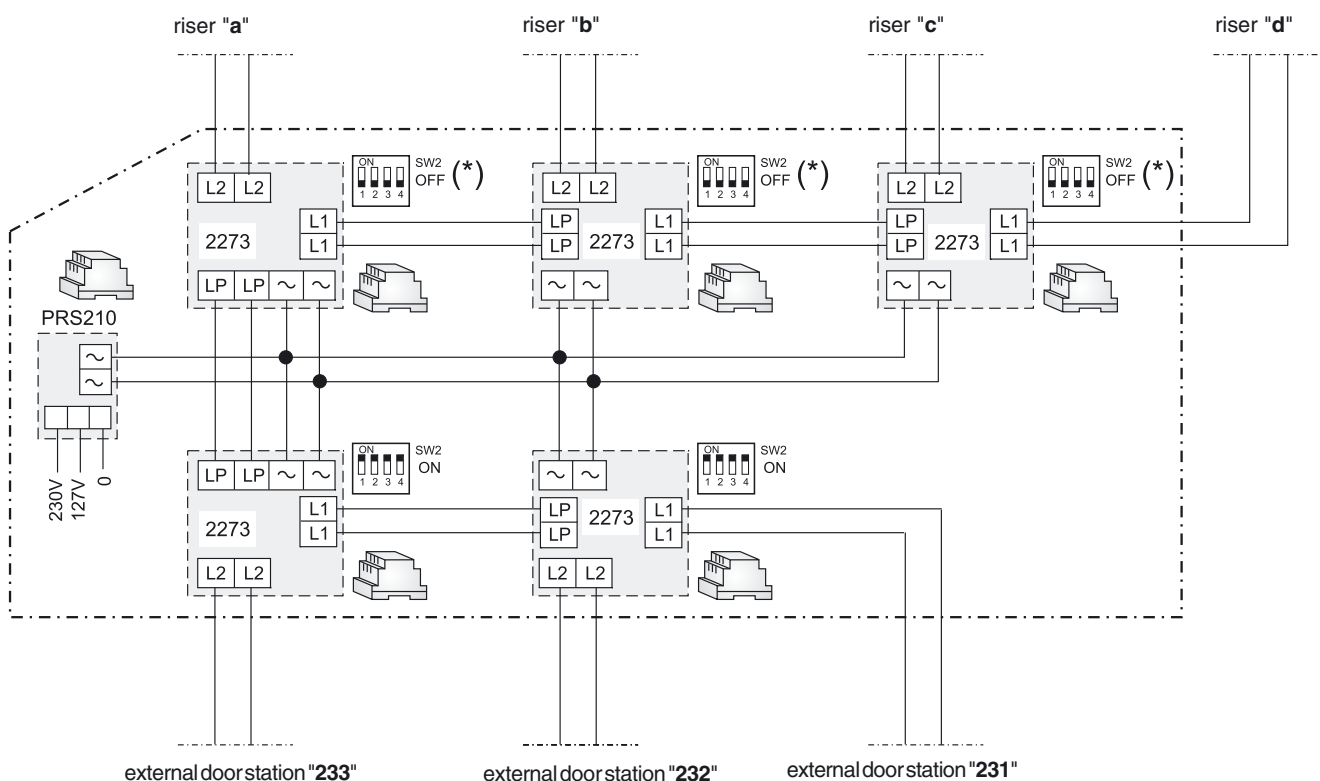 riser "a" riser "b" riser "c" riser "d"
L2 L2
2273
L1
L1
LP LP ~ ~
ON
1 2 3 4
SW2
OFF (*)
L2 L2
LP
LP
2273
L1
L1
~ ~
ON
1 2 3 4
SW2
OFF (*)
L2 L2
LP
LP
2273
L1
L1
~ ~
ON
1 2 3 4
SW2
OFF (*)
PRS210
~
~
230V
127V
0
LP LP ~ ~
2273
L1
L1
L2 L2
ON
1 2 3 4
SW2
ON
~ ~
LP
LP
2273
L1
L1
L2 L2
ON
1 2 3 4
SW2
ON
external door station "233" external door station "232" external door station "231"